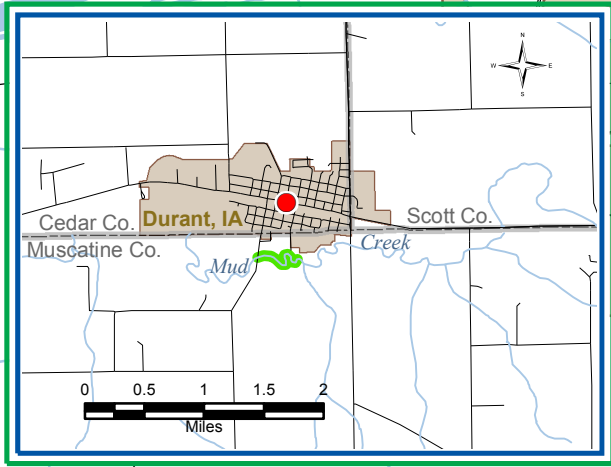 N
W E
S
Cedar Co. Durant, IA Scott Co.
Muscatine Co. Creek
Mud
0 0.5 1 1.5 2
Miles